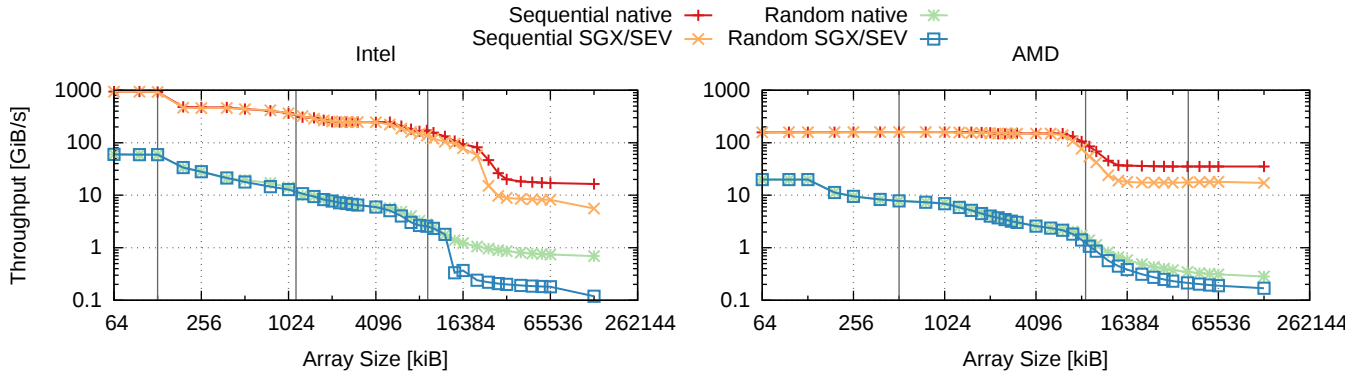 Sequential native Random native
Sequential SGX/SEV Random SGX/SEV
Intel
AMD
Throughput [GiB/s]
1000
100
10
1
0.1
64 256 1024 4096 16384 65536 262144
Array Size [kiB]
1000
100
10
1
0.1
64 256 1024 4096 16384 65536 262144
Array Size [kiB]